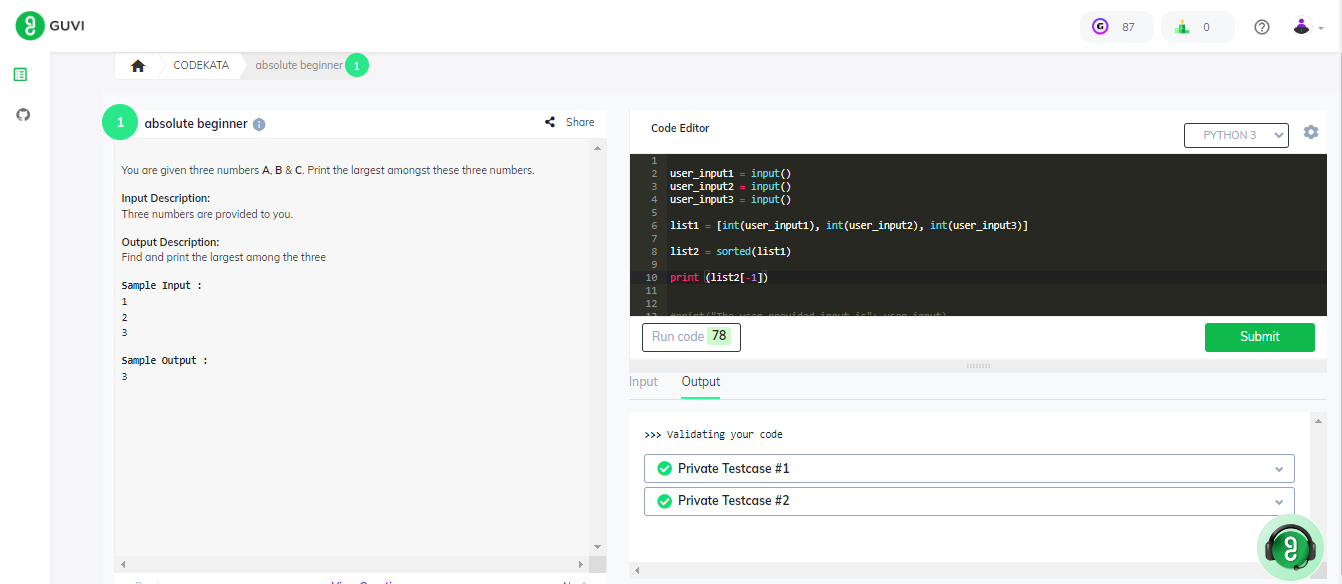 GUVI
87
0
CODEKATA
absolute beginner 1
1 absolute beginner
Share
You are given three numbers A, B & C. Print the largest amongst these three numbers.
Input Description:
Three numbers are provided to you.
Output Description:
Find and print the largest among the three
Sample Input :
1
2
3
Sample Output :
3
Code Editor
PYTHON 3
1
2 user_input1 = input()
3 user_input2 = input()
4 user_input3 = input()
5
6 list1 = [int(user_input1), int(user_input2), int(user_input3)]
7
8 list2 = sorted(list1)
9
10 print (list2[-1])
11
12
Run code 78
Submit
Input
Output
>>> Validating your code
Private Testcase #1
Private Testcase #2